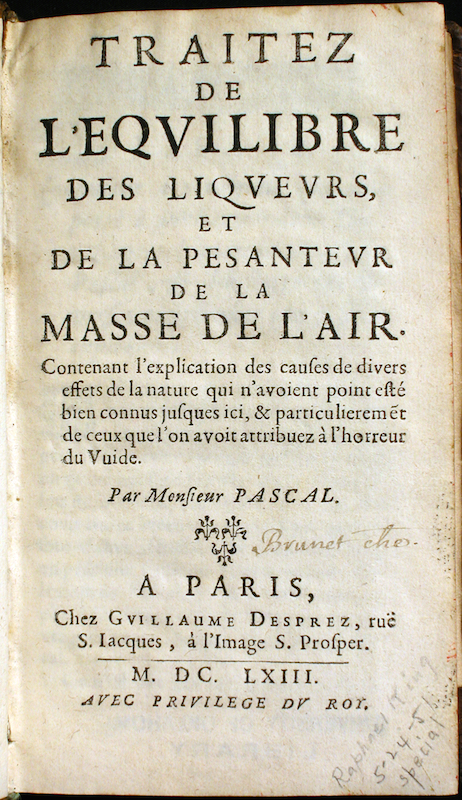 TRAITEZ
DE
L'EQVILIBRE
DES LIQVEVRS,
ET
DE LA PESANTEVR
DE LA
MASSE DE L'AIR.
Contenant l'explication des cauſes de divers
effets de la nature qui n'avoient point eſté
bien connus juſques ici, & particulieremẽt
de ceux que l'on avoit attribuez à l'horreur
du Vuide.
Par Monſieur PASCAL.
Brunet ches.
A PARIS,
Chez GVILLAUME DESPREZ, ruë
S. Iacques, à l'Image S. Proſper.
M. DC. LXIII.
AVEC PRIVILEGE DV ROY.
Raphael King
5-24-51
special